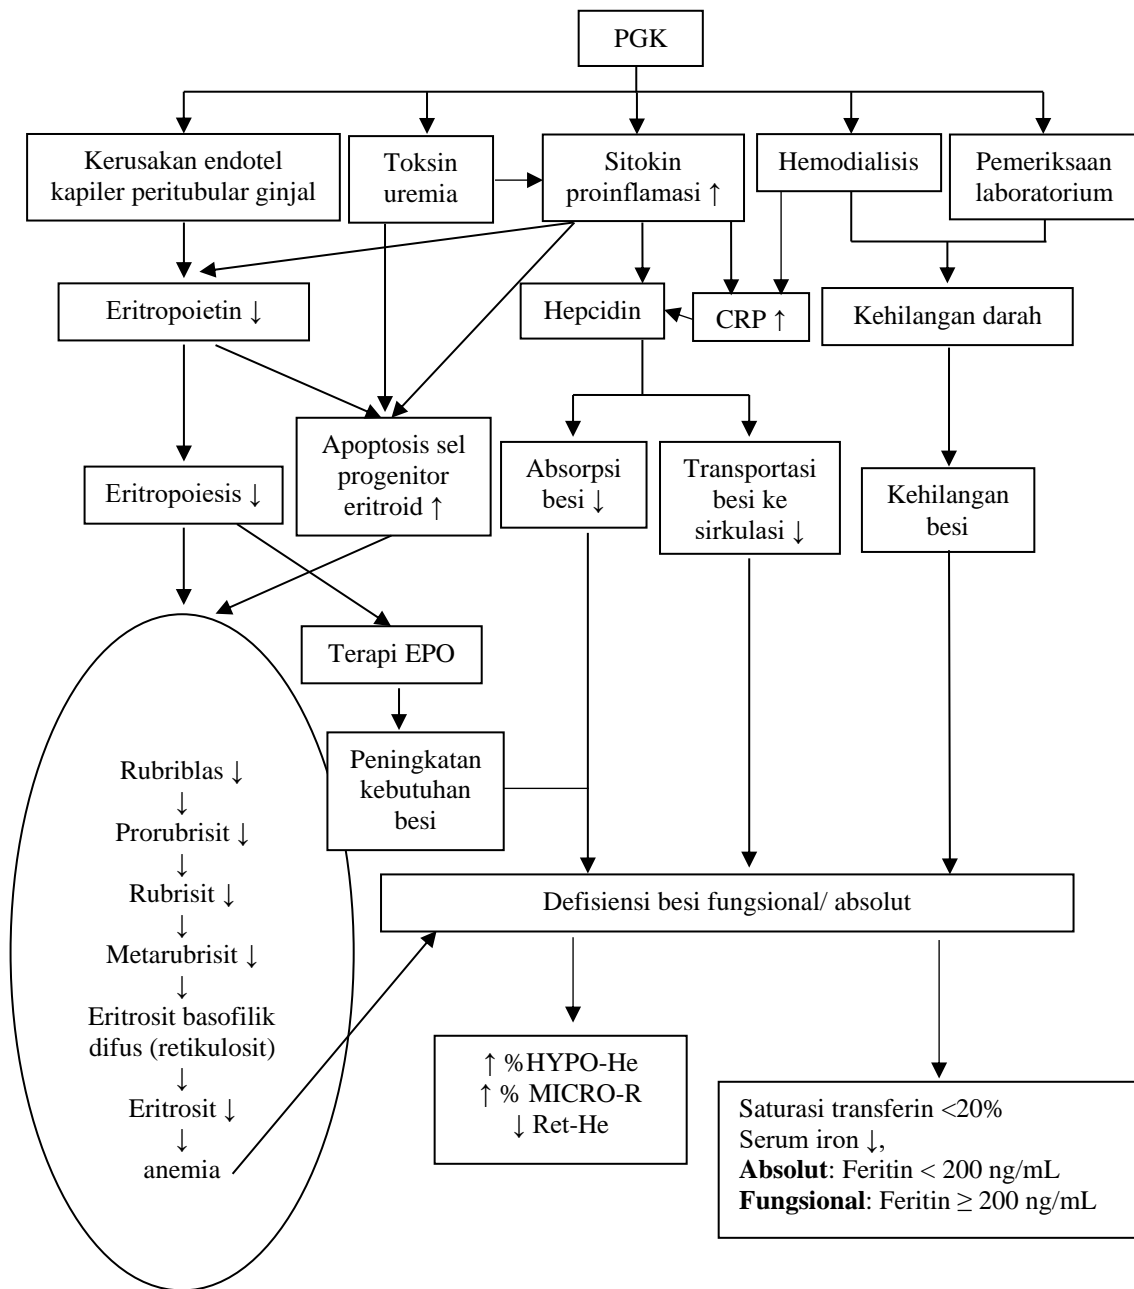 PGK
Kerusakan endotel
kapiler peritubular ginjal
Toksin
uremia
Sitokin
proinflamasi ↑
Hemodialisis
Pemeriksaan
laboratorium
Eritropoietin ↓
Hepcidin
CRP ↑
Kehilangan darah
Eritropoiesis ↓
Apoptosis sel
progenitor
eritroid ↑
Absorpsi
besi ↓
Transportasi
besi ke
sirkulasi ↓
Kehilangan
besi
Terapi EPO
Peningkatan
kebutuhan
besi
Rubriblas ↓
↓
Prorubrisit ↓
↓
Rubrisit ↓
↓
Metarubrisit ↓
↓
Eritrosit basofilik
difus (retikulosit)
↓
Eritrosit ↓
↓
anemia
Defisiensi besi fungsional/ absolut
↑ %HYPO-He
↑ % MICRO-R
↓ Ret-He
Saturasi transferin <20%
Serum iron ↓,
Absolut: Feritin < 200 ng/mL
Fungsional: Feritin ≥ 200 ng/mL